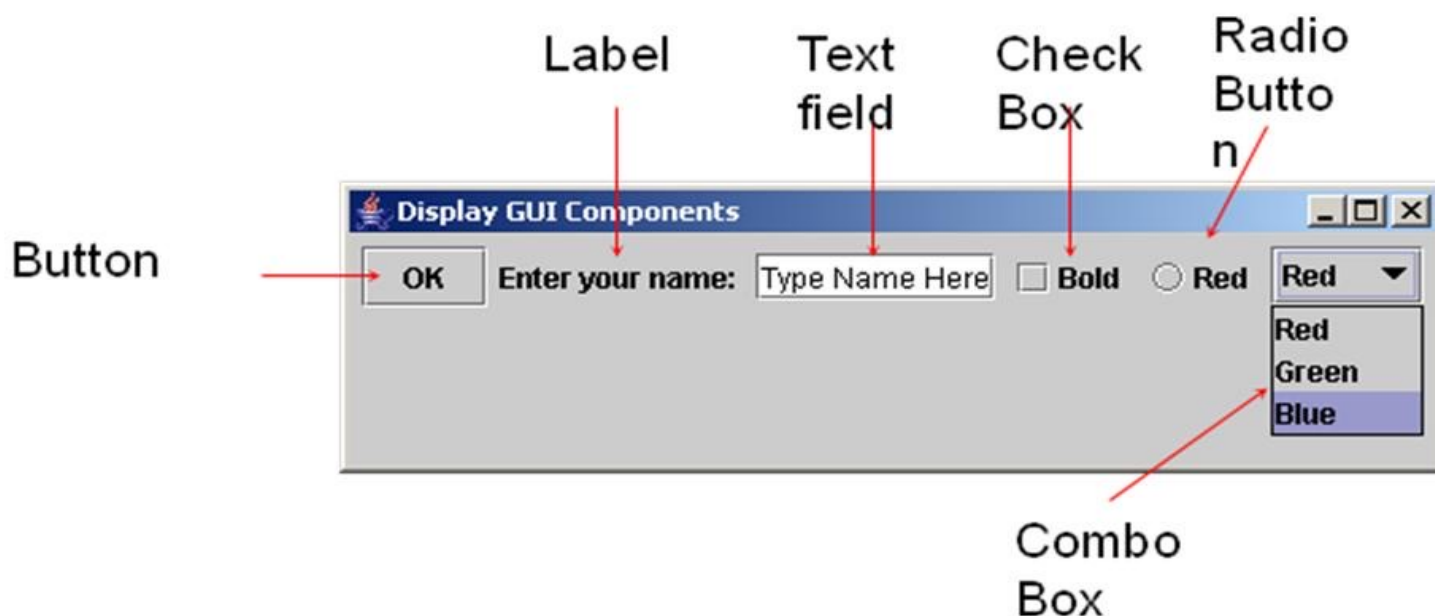 Label
Text
field
Check
Box
Radio
Butto
n
Display GUI Components
Button
OK
Enter your name:
Type Name Here
Bold
Red
Red
Red
Green
Blue
Combo
Box